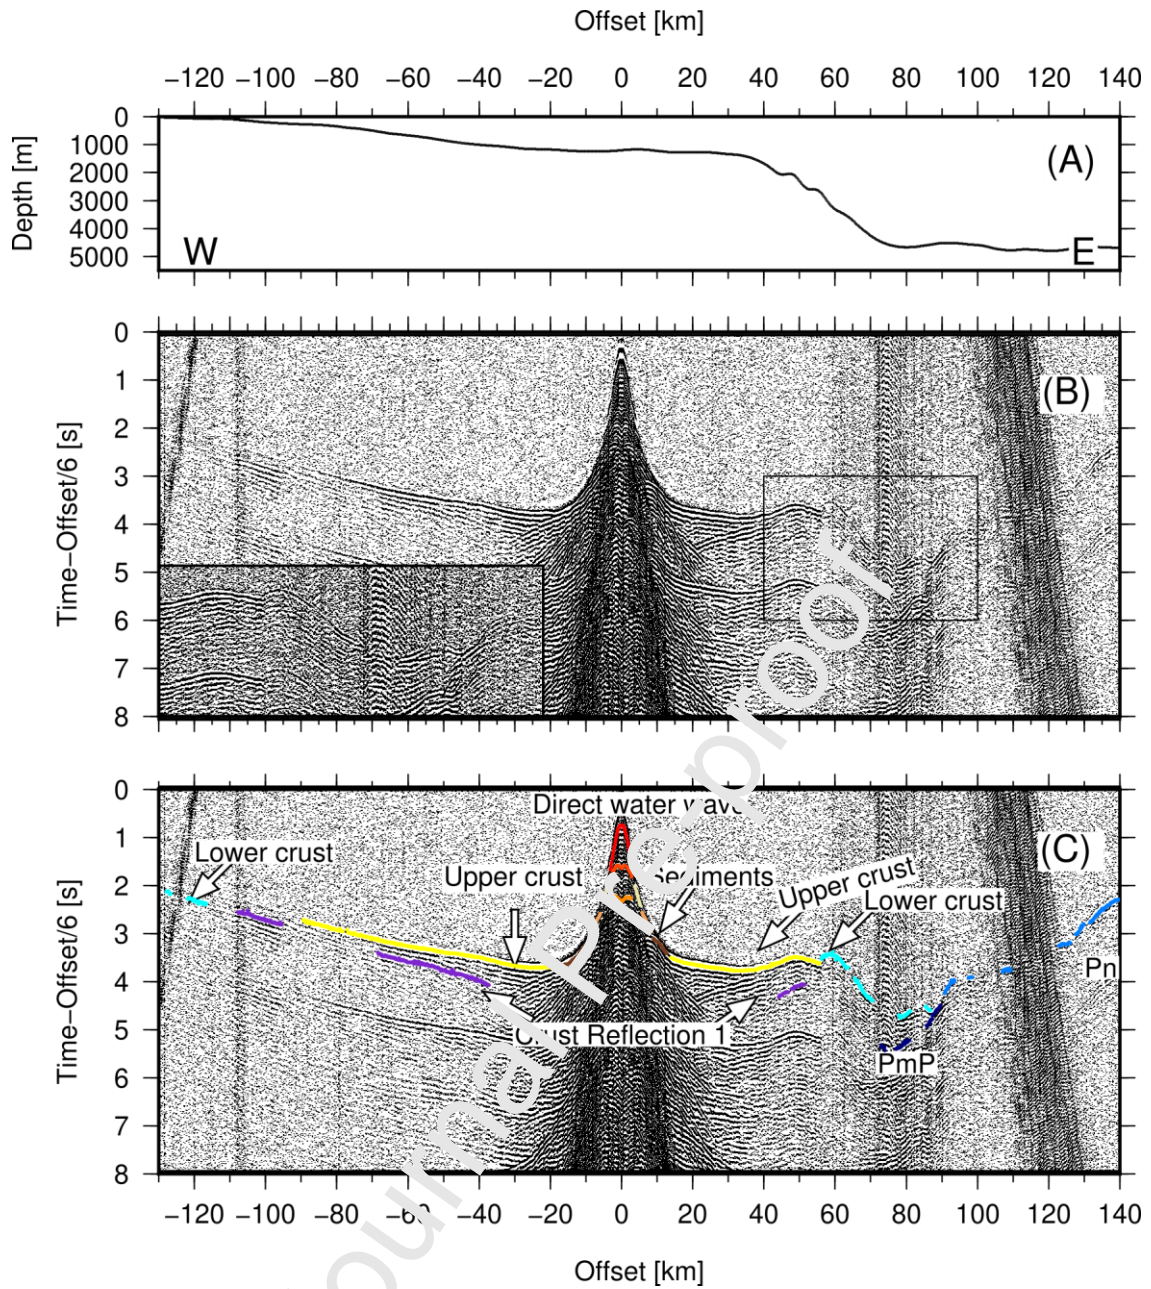 Offset [km]
−120 −100 −80 −60 −40 −20 0 20 40 60 80 100 120 140
0
1000
2000
3000
4000
5000
Depth [m]
(A)
W
E
0
1
2
3
4
5
6
7
8
Time−Offset/6 [s]
(B)
0
1
2
3
4
5
6
7
8
Time−Offset/6 [s]
(C)
Direct water wave
Lower crust
Upper crust
Sediments
Upper crust
Lower crust
Crust Reflection 1
Pn
PmP
−120 −100 −40 −20 0 20 40 60 80 100 120 140
Offset [km]
Pre-proof